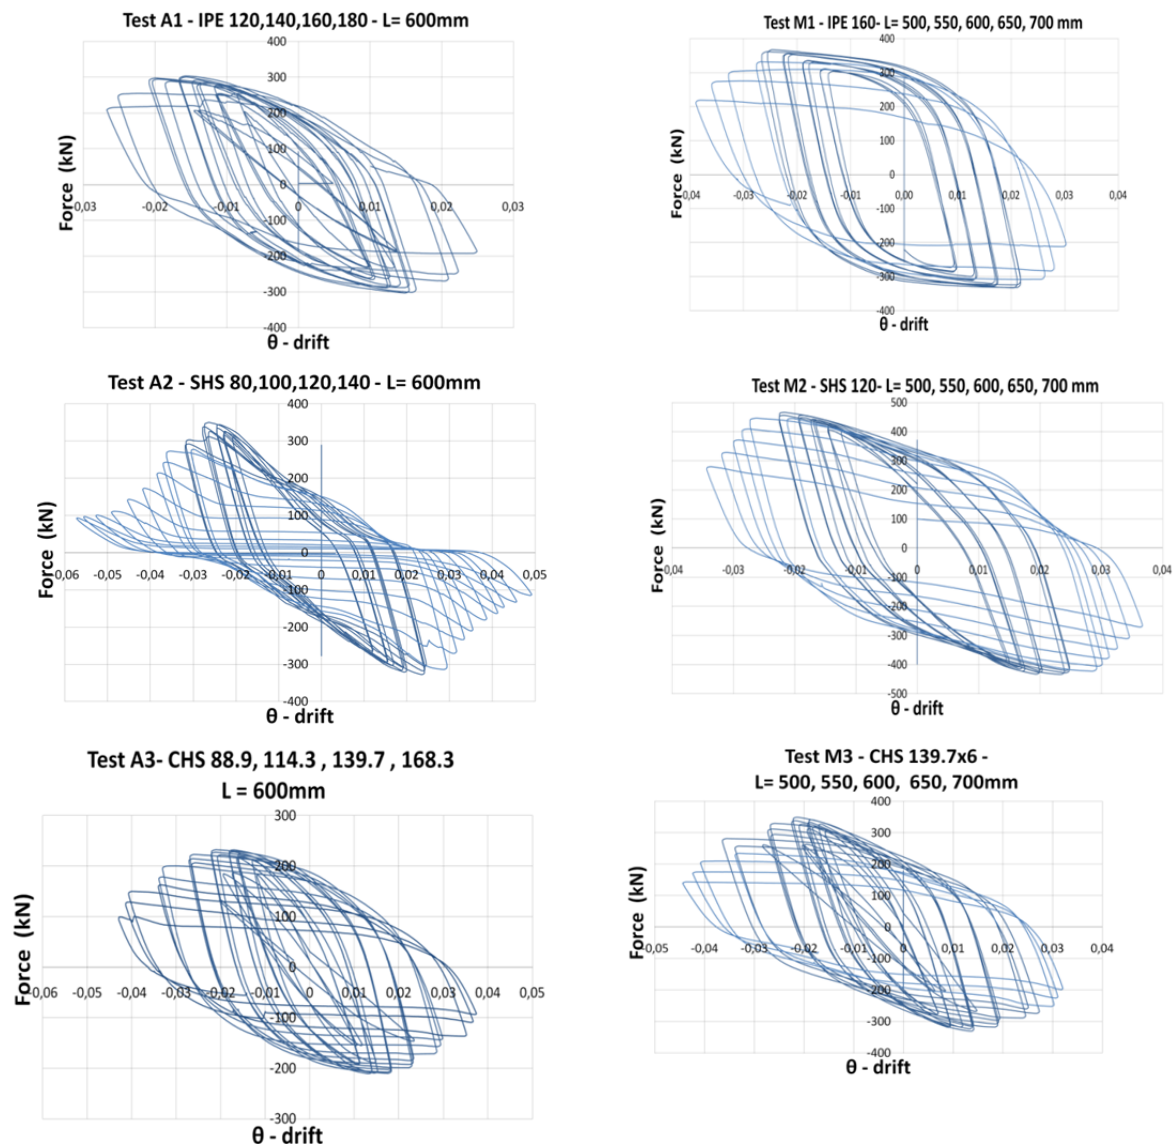 Test A1 - IPE 120,140,160,180 - L= 600mm
400
300
200
100
0
-100
-200
-300
-400
-0,03 -0,02 -0,01 0 0,01 0,02 0,03
Force (kN)
θ - drift
Test M1 - IPE 160- L= 500, 550, 600, 650, 700 mm
400
300
200
100
0
-100
-200
-300
-400
-0,04 -0,03 -0,02 -0,01 0,00 0,01 0,02 0,03 0,04
Force (kN)
θ - drift
Test A2 - SHS 80,100,120,140 - L= 600mm
400
300
200
100
0
-100
-200
-300
-400
-0,06 -0,05 -0,04 -0,03 -0,02 -0,01 0 0,01 0,02 0,03 0,04 0,05
Force (kN)
θ - drift
Test M2 - SHS 120- L= 500, 550, 600, 650, 700 mm
500
400
300
200
100
0
-100
-200
-300
-400
-500
-0,04 -0,03 -0,02 -0,01 0 0,01 0,02 0,03 0,04
Force (kN)
θ - drift
Test A3- CHS 88.9, 114.3 , 139.7 , 168.3
L = 600mm
300
200
100
0
-100
-200
-300
-0,06 -0,05 -0,04 -0,03 -0,02 -0,01 0 0,01 0,02 0,03 0,04 0,05
Force (kN)
θ - drift
Test M3 - CHS 139.7x6 -
L= 500, 550, 600, 650, 700mm
400
300
200
100
0
-100
-200
-300
-400
-0,05 -0,04 -0,03 -0,02 -0,01 0,00 0,01 0,02 0,03 0,04
Force (kN)
θ - drift